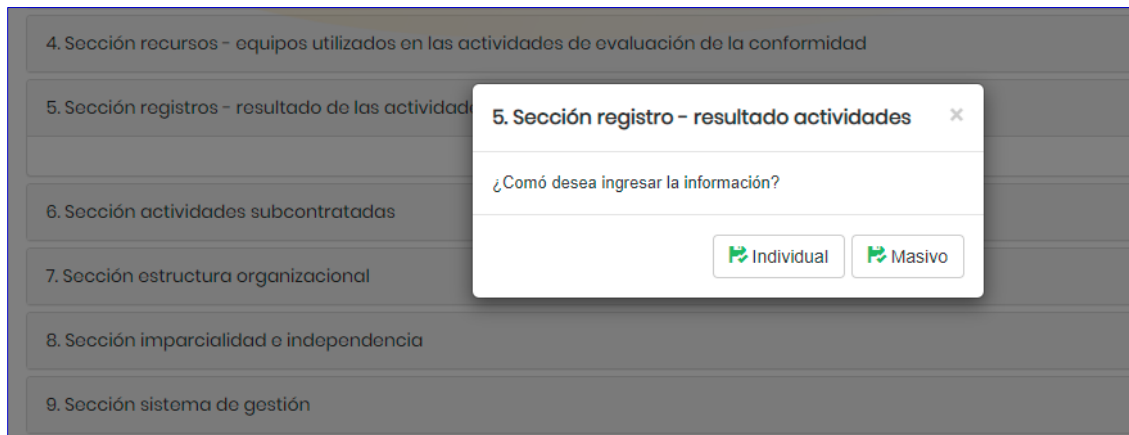 4. Sección recursos - equipos utilizados en las actividades de evaluación de la conformidad
5. Sección registros - resultado de las actividad
5. Sección registro - resultado actividades ×
¿Comó desea ingresar la información?
Individual Masivo
6. Sección actividades subcontratadas
7. Sección estructura organizacional
8. Sección imparcialidad e independencia
9. Sección sistema de gestión